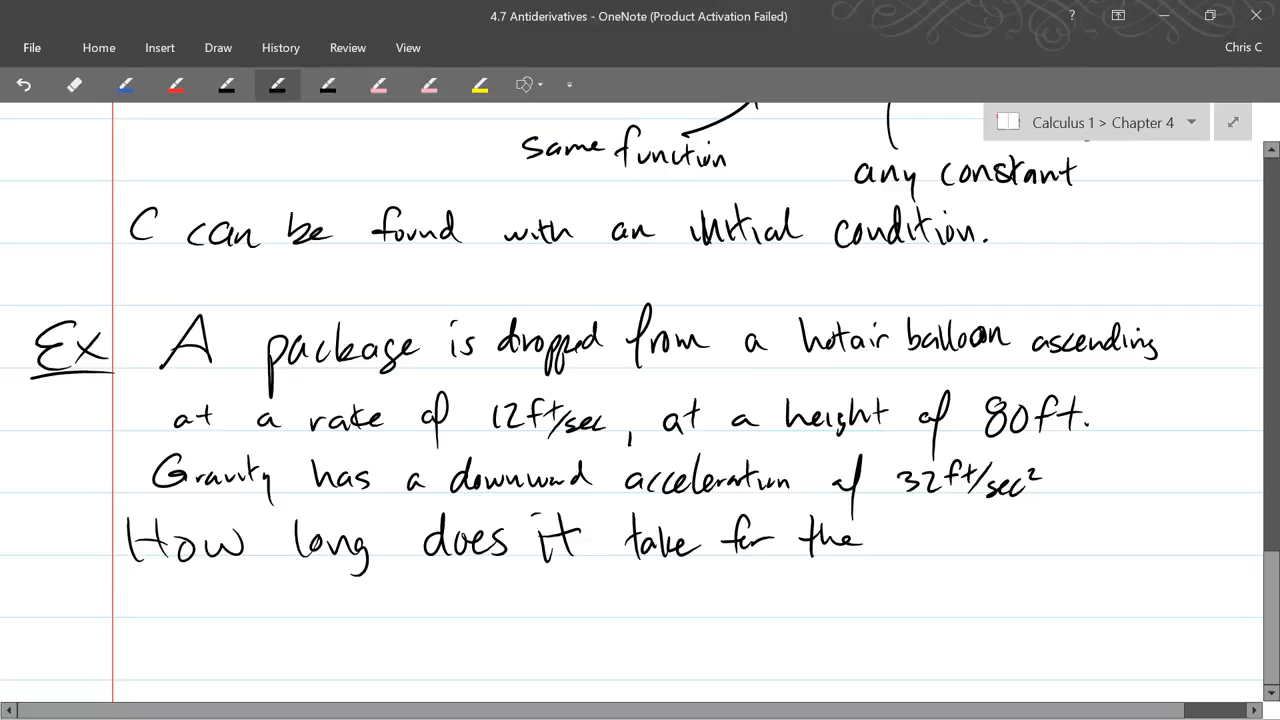 4.7 Antiderivatives - OneNote (Product Activation Failed)
File Home Insert Draw History Review View Chris C
Calculus 1 > Chapter 4
same function
any constant
C can be found with an initial condition.
Ex A package is dropped from a hot air balloon ascending
at a rate of 12ft/sec, at a height of 80ft.
Gravity has a downward acceleration of 32ft/sec²
How long does it take for the